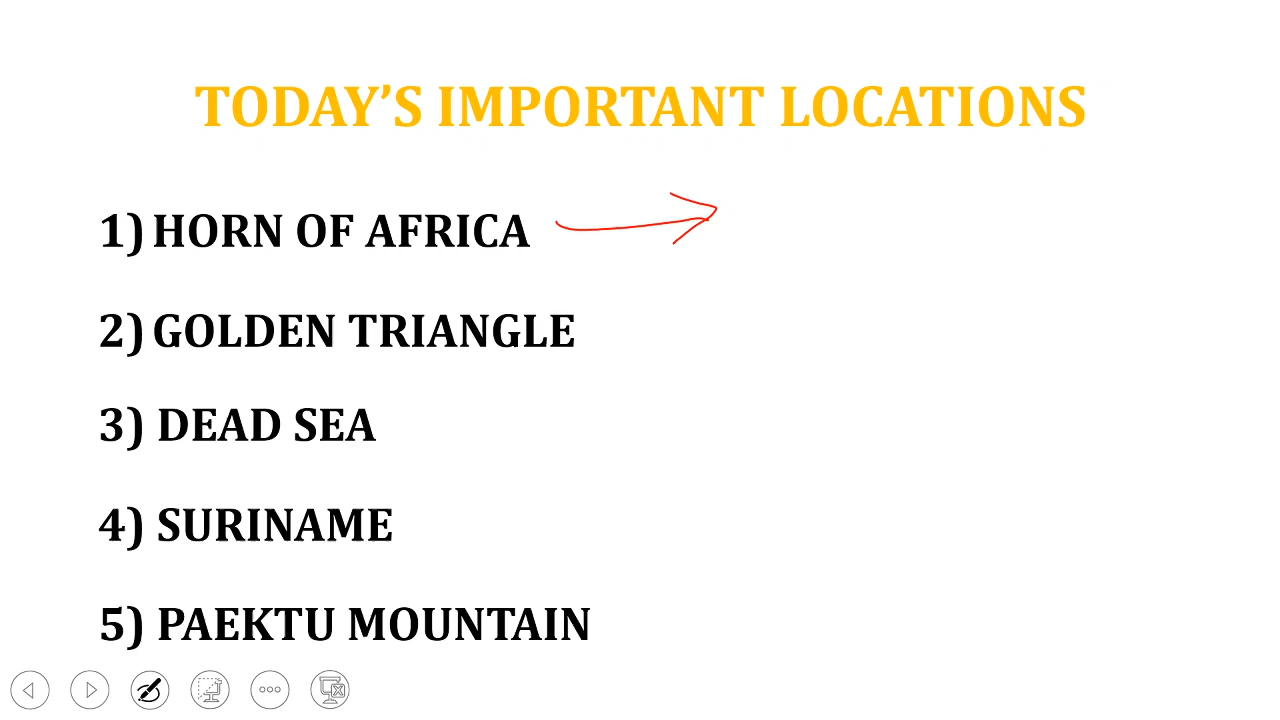 TODAY'S IMPORTANT LOCATIONS
1) HORN OF AFRICA
2) GOLDEN TRIANGLE
3) DEAD SEA
4) SURINAME
5) PAEKTU MOUNTAIN